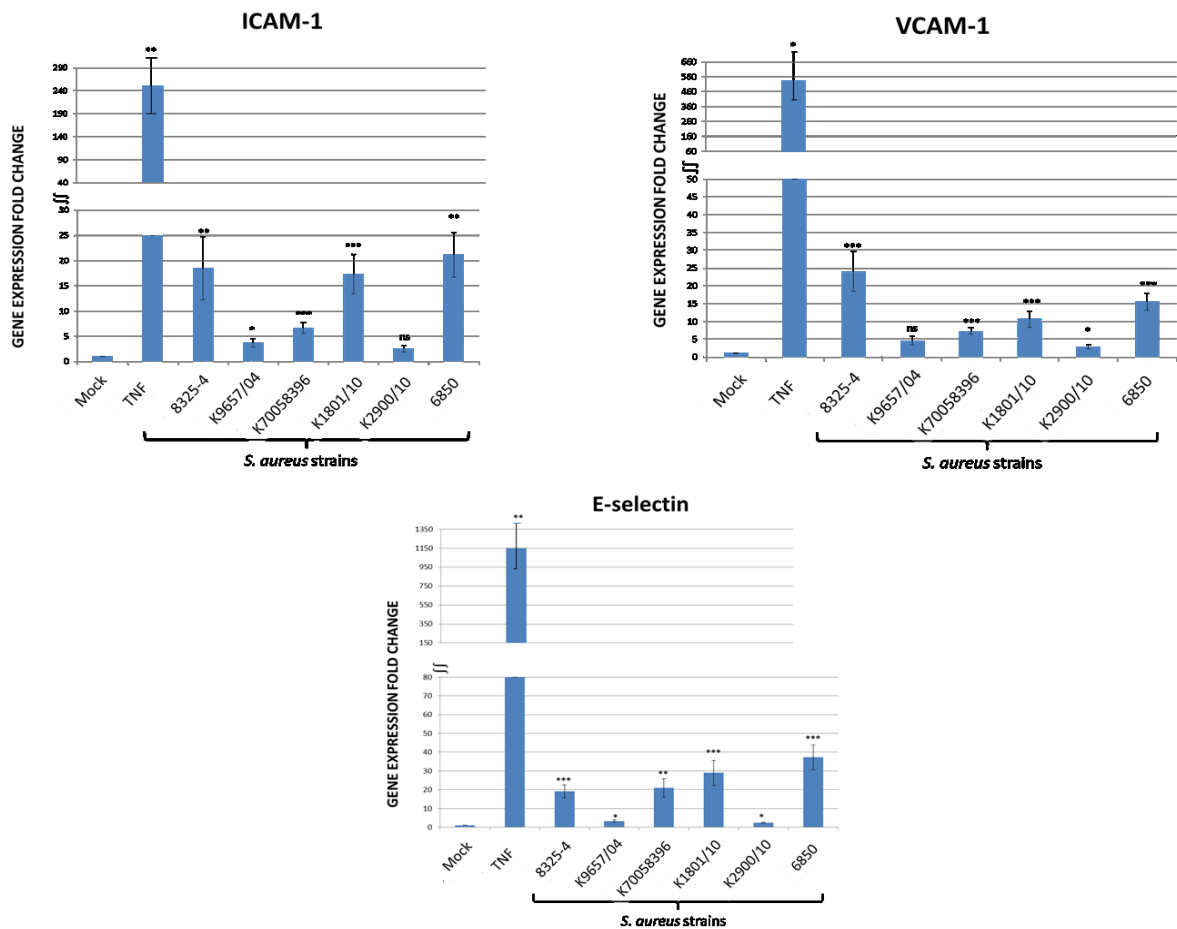 ICAM-1
GENE EXPRESSION FOLD CHANGE
290
240
190
140
90
40
30
25
20
15
10
5
0
**
**
*
***
***
ns
**
Mock
TNF
8325-4
K9657/04
K70058396
K1801/10
K2900/10
6850
S. aureus strains
VCAM-1
GENE EXPRESSION FOLD CHANGE
660
560
460
360
260
160
60
50
45
40
35
30
25
20
15
10
5
0
*
***
ns
***
***
*
***
Mock
TNF
8325-4
K9657/04
K70058396
K1801/10
K2900/10
6850
S. aureus strains
E-selectin
GENE EXPRESSION FOLD CHANGE
1350
1150
950
750
550
350
150
80
70
60
50
40
30
20
10
0
**
***
*
**
***
*
***
Mock
TNF
8325-4
K9657/04
K70058396
K1801/10
K2900/10
6850
S. aureus strains